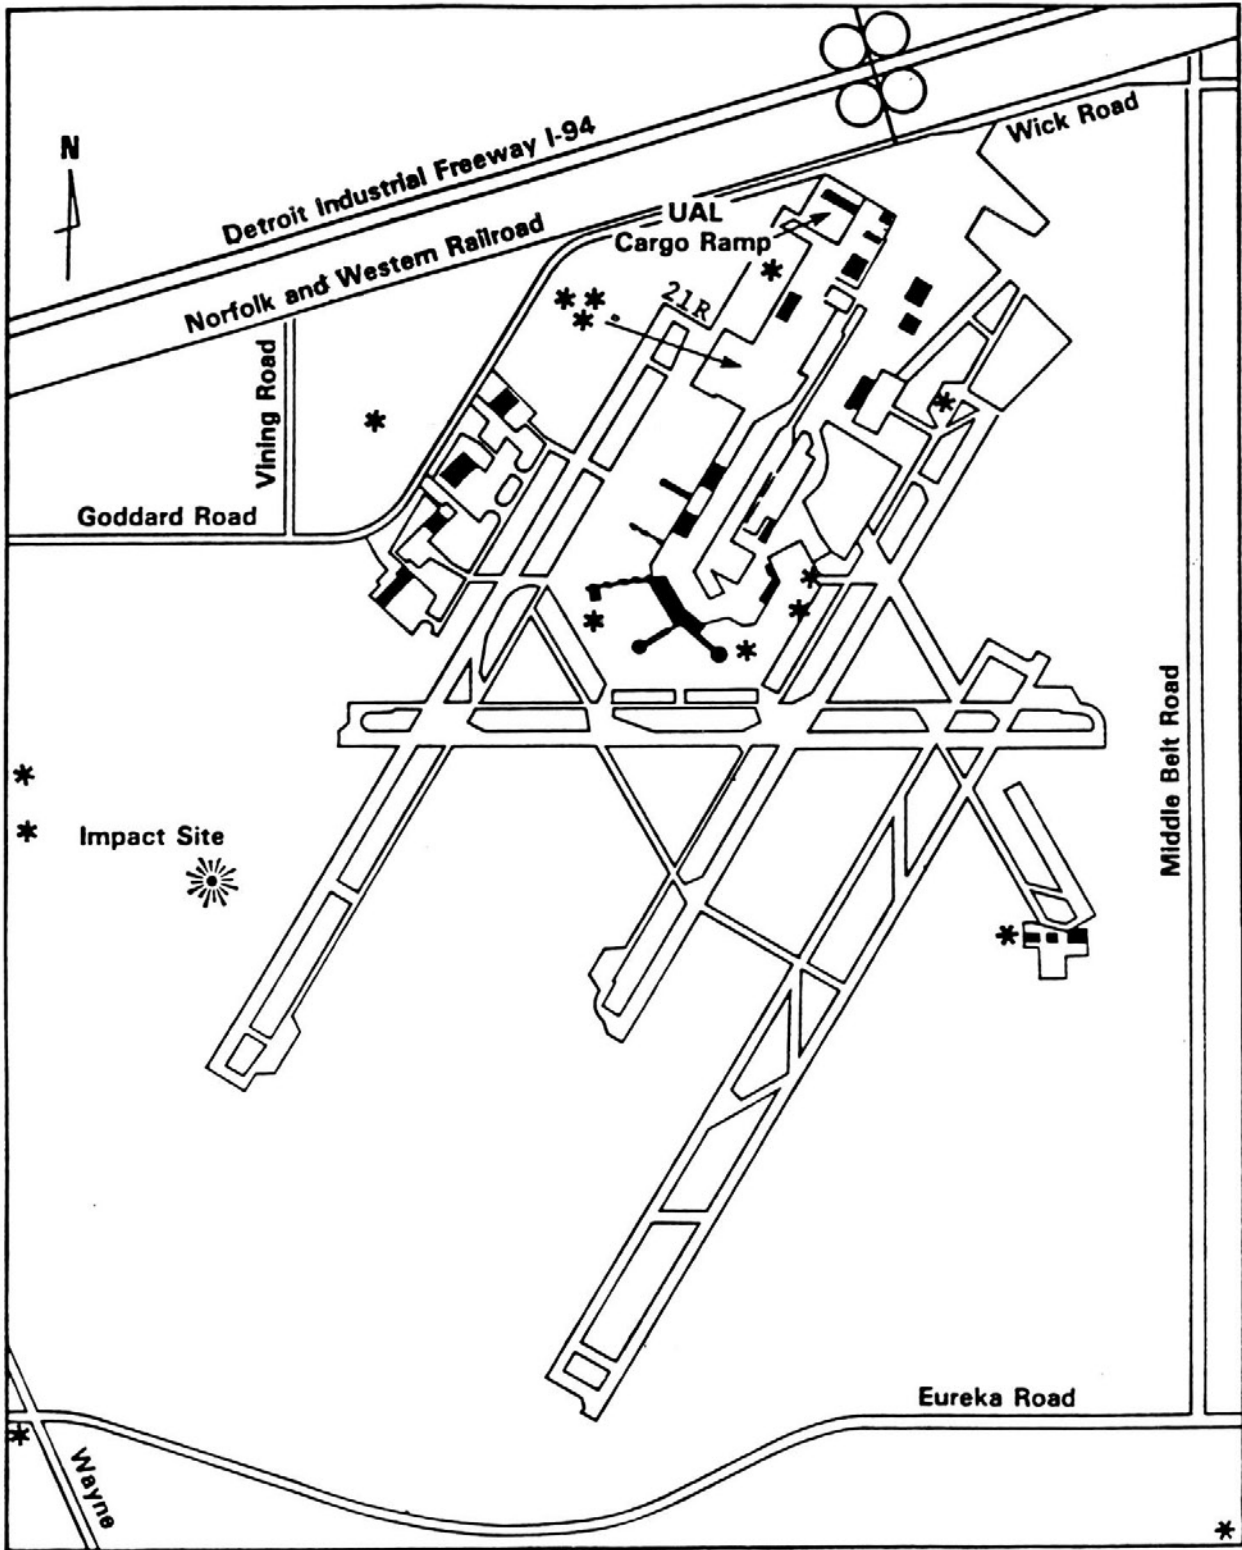 N
Detroit Industrial Freeway I-94
Wick Road
UAL
Cargo Ramp
Norfolk and Western Railroad
21R
Vining Road
Goddard Road
Middle Belt Road
Impact Site
Eureka Road
Wayne